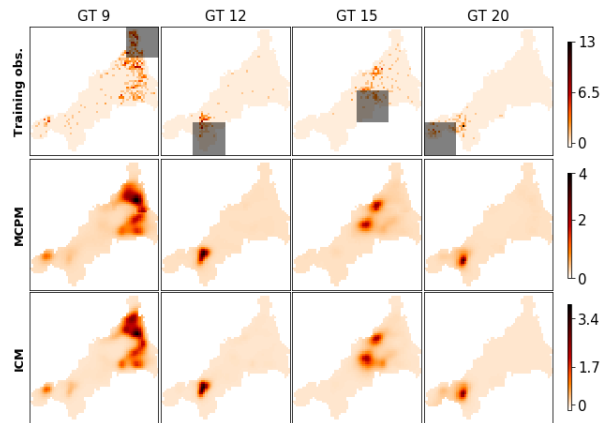 GT 9 GT 12 GT 15 GT 20
Training obs.
13
6.5
0
MCPM
4
2
0
ICM
3.4
1.7
0